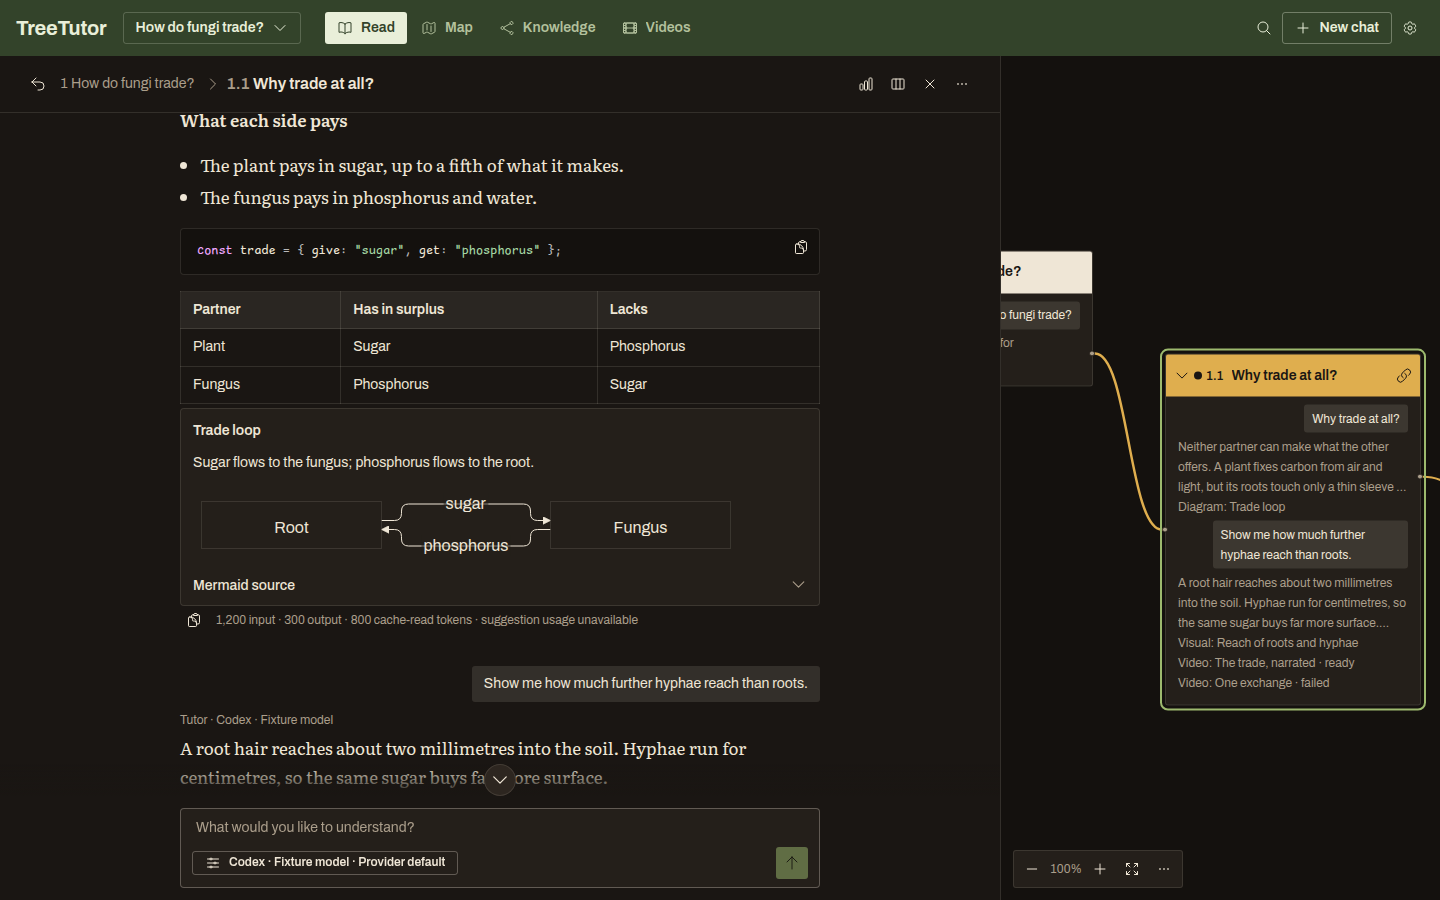 TreeTutor
How do fungi trade?
Read
Map
Knowledge
Videos
New chat
1 How do fungi trade?
1.1 Why trade at all?
What each side pays
The plant pays in sugar, up to a fifth of what it makes.
The fungus pays in phosphorus and water.
const trade = { give: "sugar", get: "phosphorus" };
Partner Has in surplus Lacks
Plant Sugar Phosphorus
Fungus Phosphorus Sugar
Trade loop
Sugar flows to the fungus; phosphorus flows to the root.
sugar
Root Fungus
phosphorus
Mermaid source
1,200 input · 300 output · 800 cache-read tokens · suggestion usage unavailable
Show me how much further hyphae reach than roots.
Tutor · Codex · Fixture model
A root hair reaches about two millimetres into the soil. Hyphae run for
centimetres, so the same sugar buys fa ore surface.
What would you like to understand?
Codex · Fixture model · Provider default
de?
o fungi trade?
for
1.1 Why trade at all?
Why trade at all?
Neither partner can make what the other
offers. A plant fixes carbon from air and
light, but its roots touch only a thin sleeve ...
Diagram: Trade loop
Show me how much further
hyphae reach than roots.
A root hair reaches about two millimetres
into the soil. Hyphae run for centimetres, so
the same sugar buys far more surface....
Visual: Reach of roots and hyphae
Video: The trade, narrated · ready
Video: One exchange · failed
100%